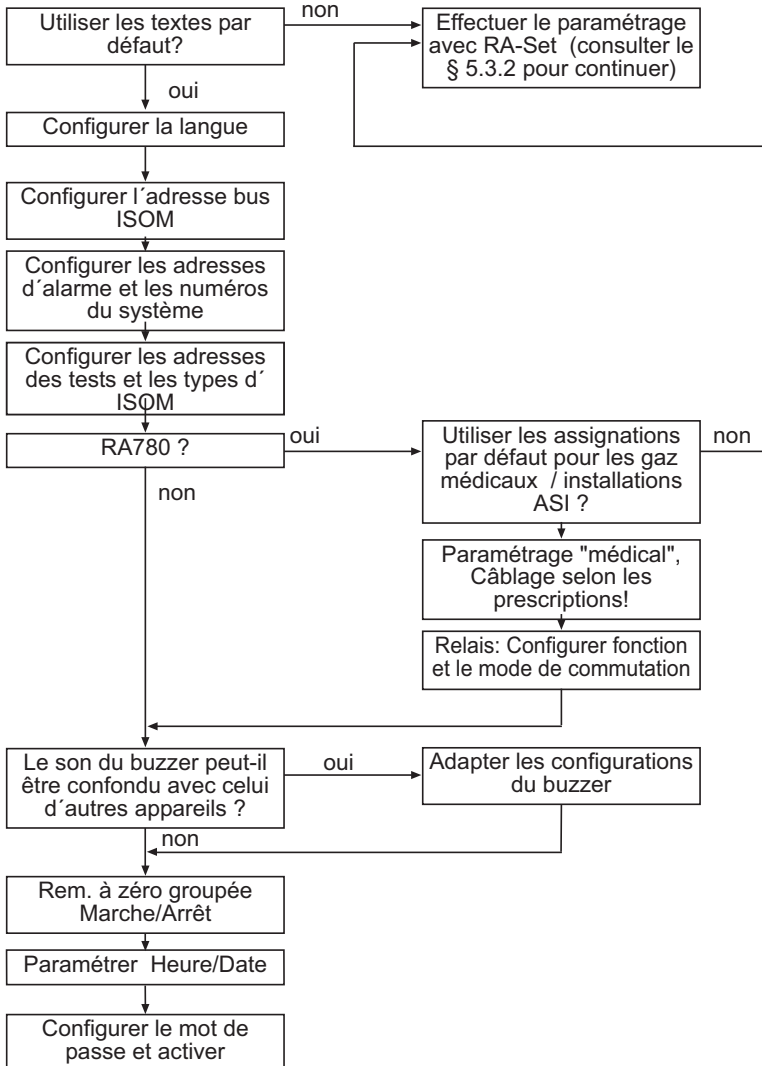 Utiliser les textes par
défaut?
non
Effectuer le paramétrage
avec RA-Set (consulter le
§ 5.3.2 pour continuer)
oui
Configurer la langue
Configurer l´adresse bus
ISOM
Configurer les adresses
d´alarme et les numéros
du système
Configurer les adresses
des tests et les types d´
ISOM
RA780 ?
oui
non
Utiliser les assignations
par défaut pour les gaz
médicaux / installations
ASI ?
non
Paramétrage "médical",
Câblage selon les
prescriptions!
Relais: Configurer fonction
et le mode de commutation
Le son du buzzer peut-il
être confondu avec celui
d´autres appareils ?
oui
Adapter les configurations
du buzzer
non
Rem. à zéro groupée
Marche/Arrêt
Paramétrer Heure/Date
Configurer le mot de
passe et activer